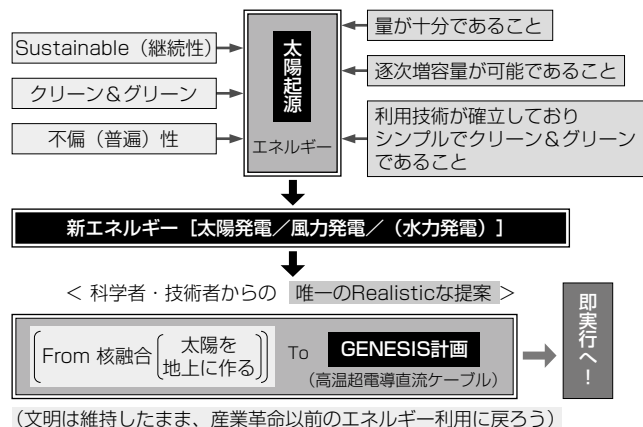 Sustainable（継続性）
クリーン＆グリーン
不偏（普遍）性
太陽起源
エネルギー
量が十分であること
逐次増容量が可能であること
利用技術が確立しており
シンプルでクリーン＆グリーン
であること
新エネルギー［太陽発電／風力発電／（水力発電）］
＜ 科学者・技術者からの 唯一のRealisticな提案＞
From 核融合
太陽を
地上に作る
To
GENESIS計画
（高温超電導直流ケーブル）
即実行へ！
（文明は維持したまま、産業革命以前のエネルギー利用に戻ろう）